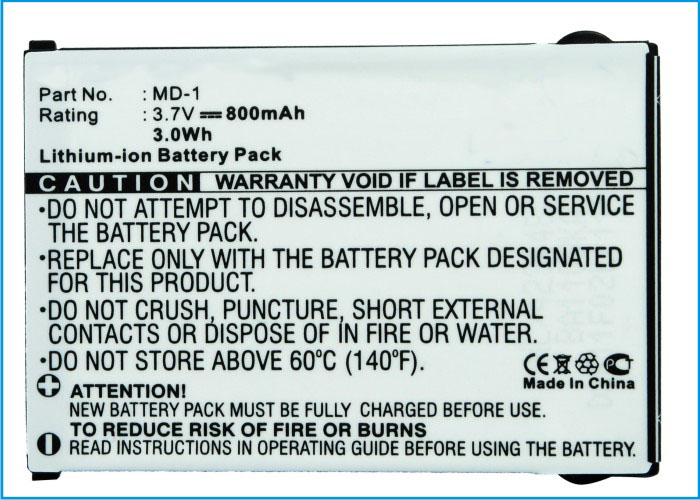 Part No. : MD-1
Rating : 3.7V 800mAh
3.0Wh
Lithium-ion Battery Pack
CAUTION WARRANTY VOID IF LABEL IS REMOVED
•DO NOT ATTEMPT TO DISASSEMBLE, OPEN OR SERVICE
THE BATTERY PACK.
•REPLACE ONLY WITH THE BATTERY PACK DESIGNATED
FOR THIS PRODUCT.
•DO NOT CRUSH, PUNCTURE, SHORT EXTERNAL
CONTACTS OR DISPOSE OF IN FIRE OR WATER.
•DO NOT STORE ABOVE 60°C (140°F).
CE
Made In China
ATTENTION!
NEW BATTERY PACK MUST BE FULLY CHARGED BEFORE USE.
TO REDUCE RISK OF FIRE OR BURNS
READ INSTRUCTIONS IN OPERATING GUIDE BEFORE USING BATTERY.